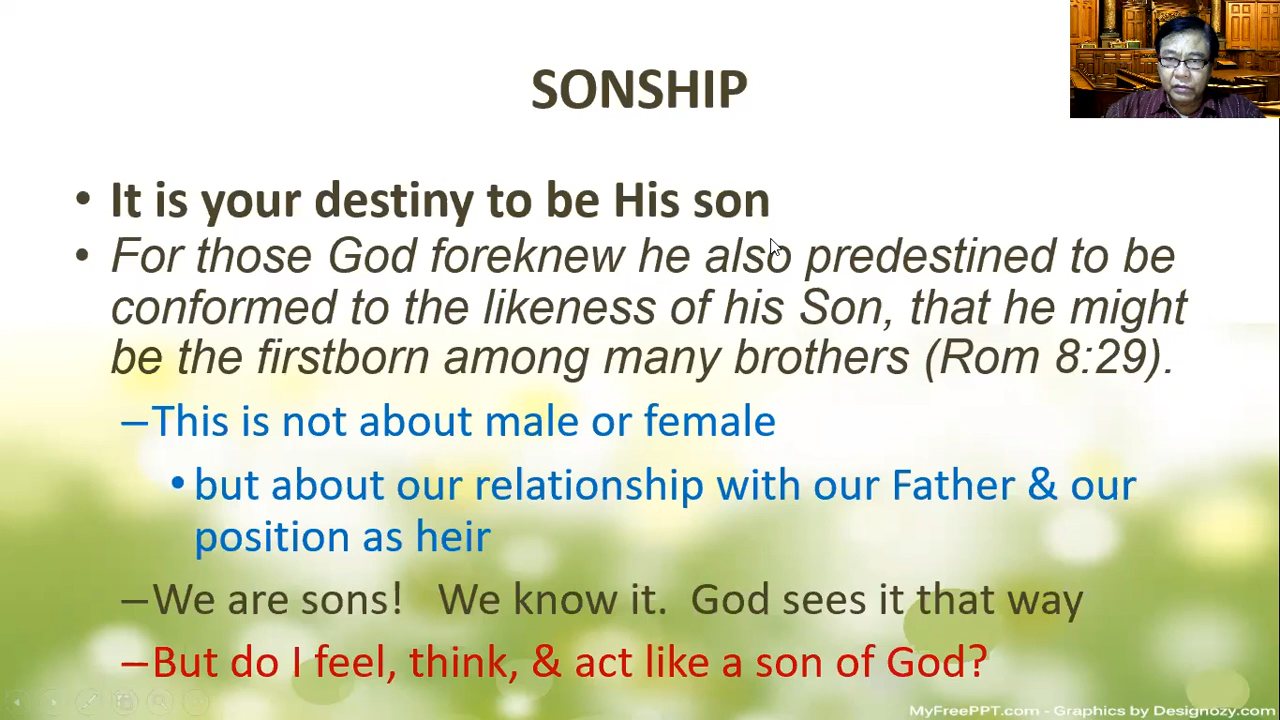 SONSHIP
• It is your destiny to be His son
• For those God foreknew he also predestined to be
conformed to the likeness of his Son, that he might
be the firstborn among many brothers (Rom 8:29).
–This is not about male or female
•but about our relationship with our Father & our
position as heir
–We are sons!   We know it.  God sees it that way
–But do I feel, think, & act like a son of God?
MyFreePPT.com - Graphics by Designozy.com